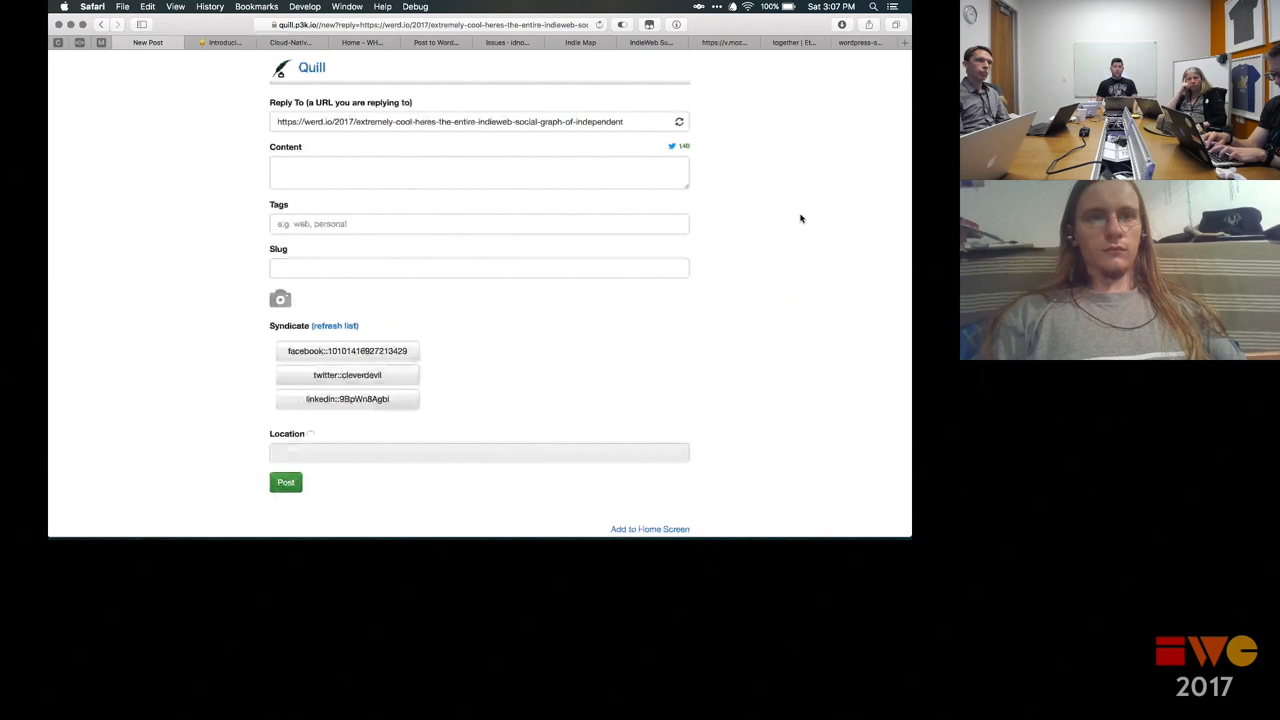 Safari File Edit View History Bookmarks Develop Window Help Debug 100% Sat 3:07 PM
quill.p3k.io//new?reply=https://werd.io/2017/extremely-cool-heres-the-entire-indieweb-soc
New Post Introduci... Cloud-Nativ... Home – WH... Post to Word... Issues · idno... Indie Map IndieWeb Su... https://v.moz... together | Et... wordpress-s...
Quill
Reply To (a URL you are replying to)
https://werd.io/2017/extremely-cool-heres-the-entire-indieweb-social-graph-of-independent
Content 140
Tags
e.g. web, personal
Slug
Syndicate (refresh list)
facebook::10101416927213429
twitter::cleverdevil
linkedin::9BpWn8Agbl
Location
Post
Add to Home Screen
IWC
2017